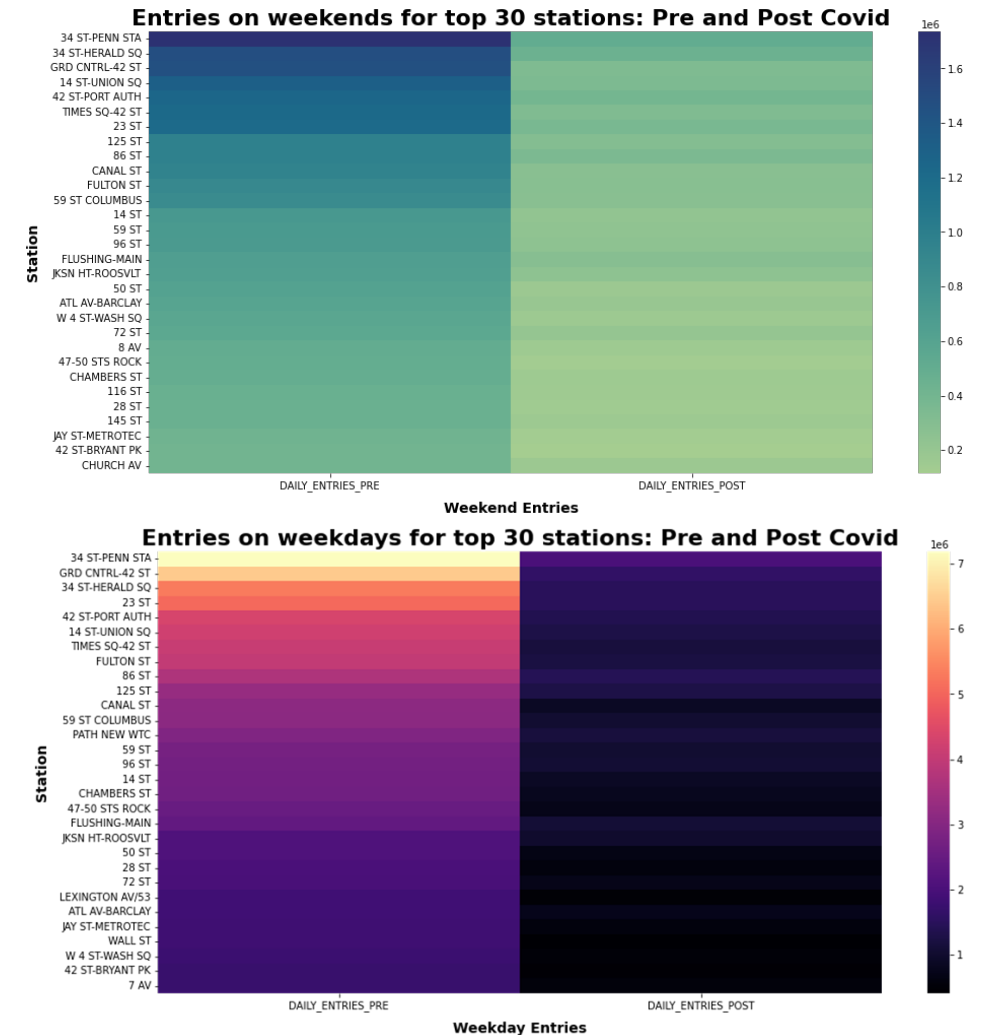 Entries on weekends for top 30 stations: Pre and Post Covid
1e6
34 ST-PENN STA
34 ST-HERALD SQ
GRD CNTRL-42 ST
14 ST-UNION SQ
42 ST-PORT AUTH
TIMES SQ-42 ST
23 ST
125 ST
86 ST
CANAL ST
FULTON ST
59 ST COLUMBUS
14 ST
59 ST
96 ST
FLUSHING-MAIN
JKSN HT-ROOSVLT
50 ST
ATL AV-BARCLAY
W 4 ST-WASH SQ
72 ST
8 AV
47-50 STS ROCK
CHAMBERS ST
116 ST
28 ST
145 ST
JAY ST-METROTEC
42 ST-BRYANT PK
CHURCH AV
Station
1.6
1.4
1.2
1.0
0.8
0.6
0.4
0.2
DAILY_ENTRIES_PRE
DAILY_ENTRIES_POST
Weekend Entries
Entries on weekdays for top 30 stations: Pre and Post Covid
1e6
34 ST-PENN STA
GRD CNTRL-42 ST
34 ST-HERALD SQ
23 ST
42 ST-PORT AUTH
14 ST-UNION SQ
TIMES SQ-42 ST
FULTON ST
86 ST
125 ST
CANAL ST
59 ST COLUMBUS
PATH NEW WTC
59 ST
96 ST
14 ST
CHAMBERS ST
47-50 STS ROCK
FLUSHING-MAIN
JKSN HT-ROOSVLT
50 ST
28 ST
72 ST
LEXINGTON AV/53
ATL AV-BARCLAY
JAY ST-METROTEC
WALL ST
W 4 ST-WASH SQ
42 ST-BRYANT PK
7 AV
Station
7
6
5
4
3
2
1
DAILY_ENTRIES_PRE
DAILY_ENTRIES_POST
Weekday Entries